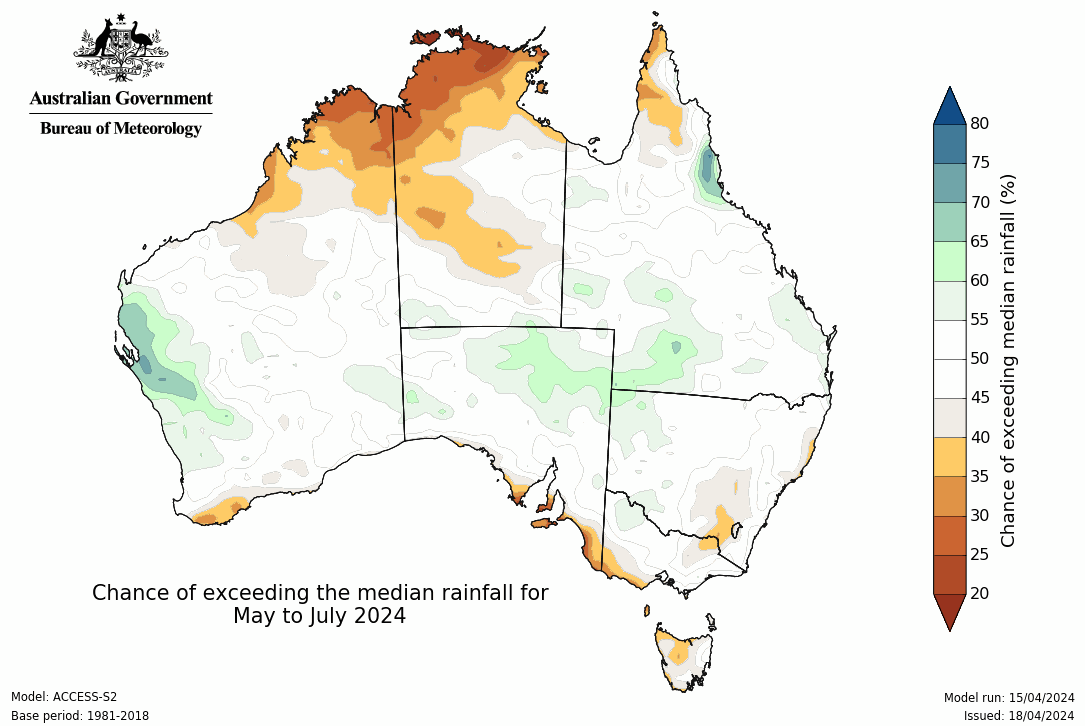 Australian Government
Bureau of Meteorology
80
75
70
65
60
55
50
45
40
35
30
25
20
Chance of exceeding median rainfall (%)
Chance of exceeding the median rainfall for
May to July 2024
Model: ACCESS-S2
Base period: 1981-2018
Model run: 15/04/2024
Issued: 18/04/2024